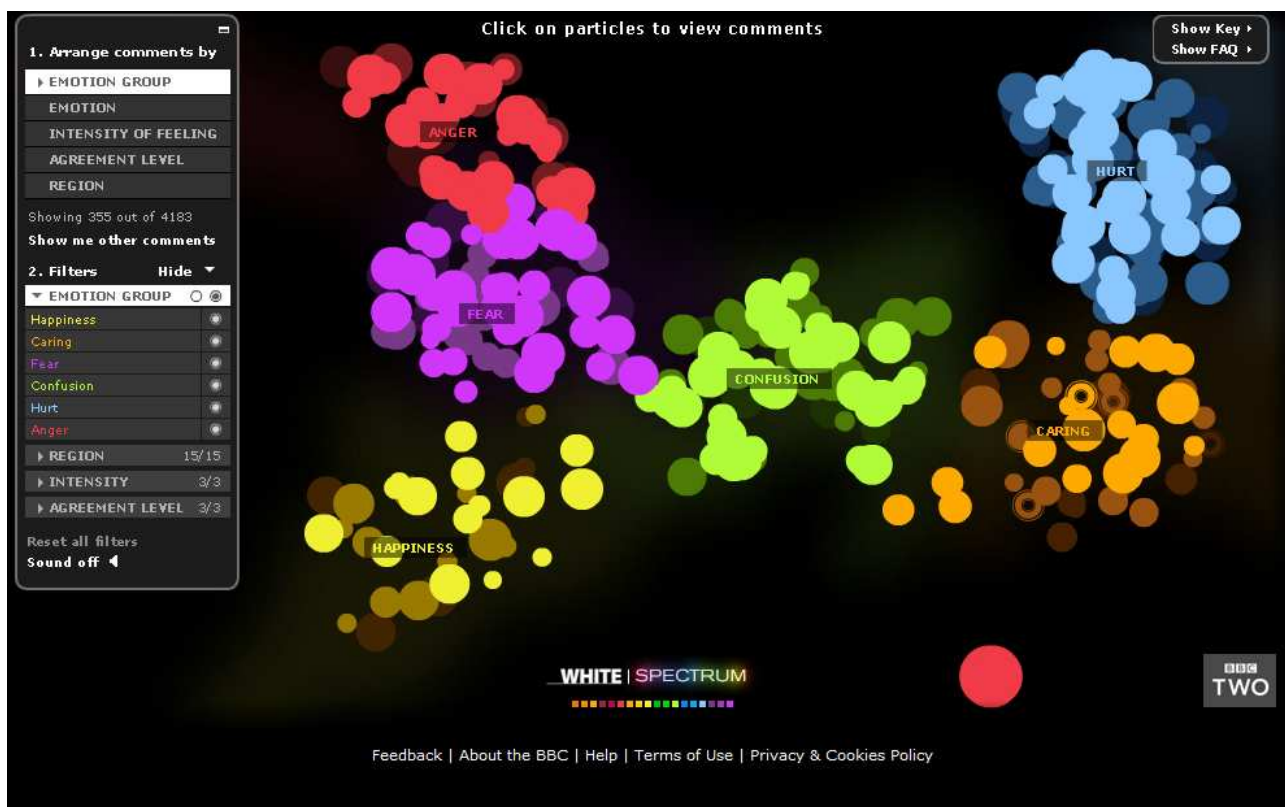 Click on particles to view comments
Show Key
Show FAQ
1. Arrange comments by
EMOTION GROUP
EMOTION
INTENSITY OF FEELING
AGREEMENT LEVEL
REGION
Showing 355 out of 4183
Show me other comments
2. Filters Hide
EMOTION GROUP
Happiness
Caring
Fear
Confusion
Hurt
Anger
REGION 15/15
INTENSITY 3/3
AGREEMENT LEVEL 3/3
Reset all filters
Sound off
ANGER
HURT
FEAR
CONFUSION
CARING
HAPPINESS
WHITE | SPECTRUM
BBC
TWO
Feedback | About the BBC | Help | Terms of Use | Privacy & Cookies Policy